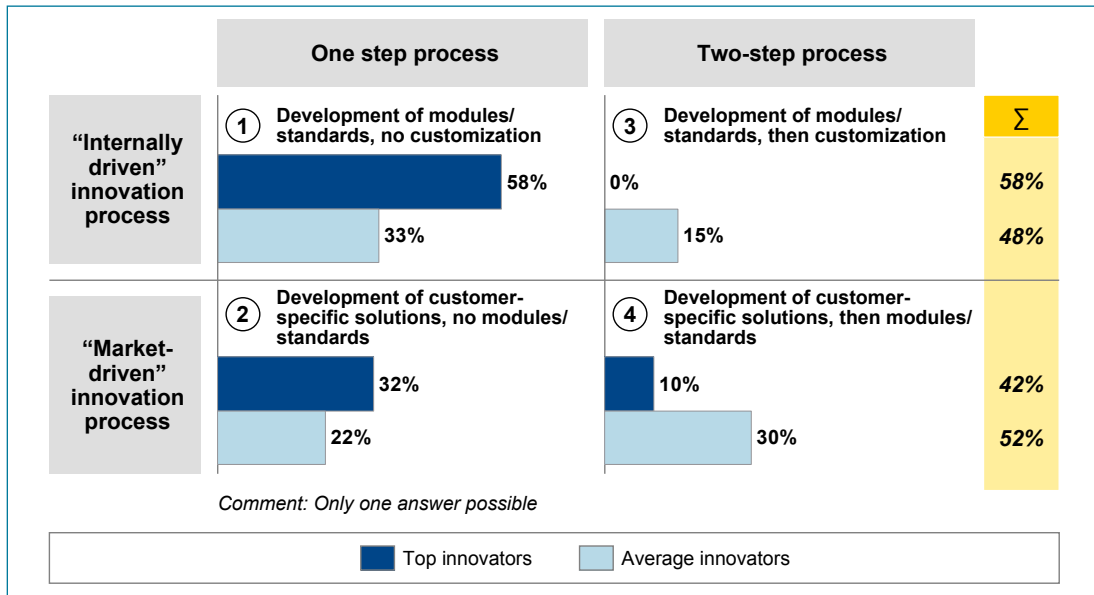 One step process
Two-step process
“Internally
driven”
innovation
process
1
Development of modules/
standards, no customization
58%
33%
3
Development of modules/
standards, then customization
0%
15%
∑
58%
48%
“Market-
driven”
innovation
process
2
Development of customer-
specific solutions, no modules/
standards
32%
22%
4
Development of customer-
specific solutions, then modules/
standards
10%
30%
42%
52%
Comment: Only one answer possible
Top innovators
Average innovators